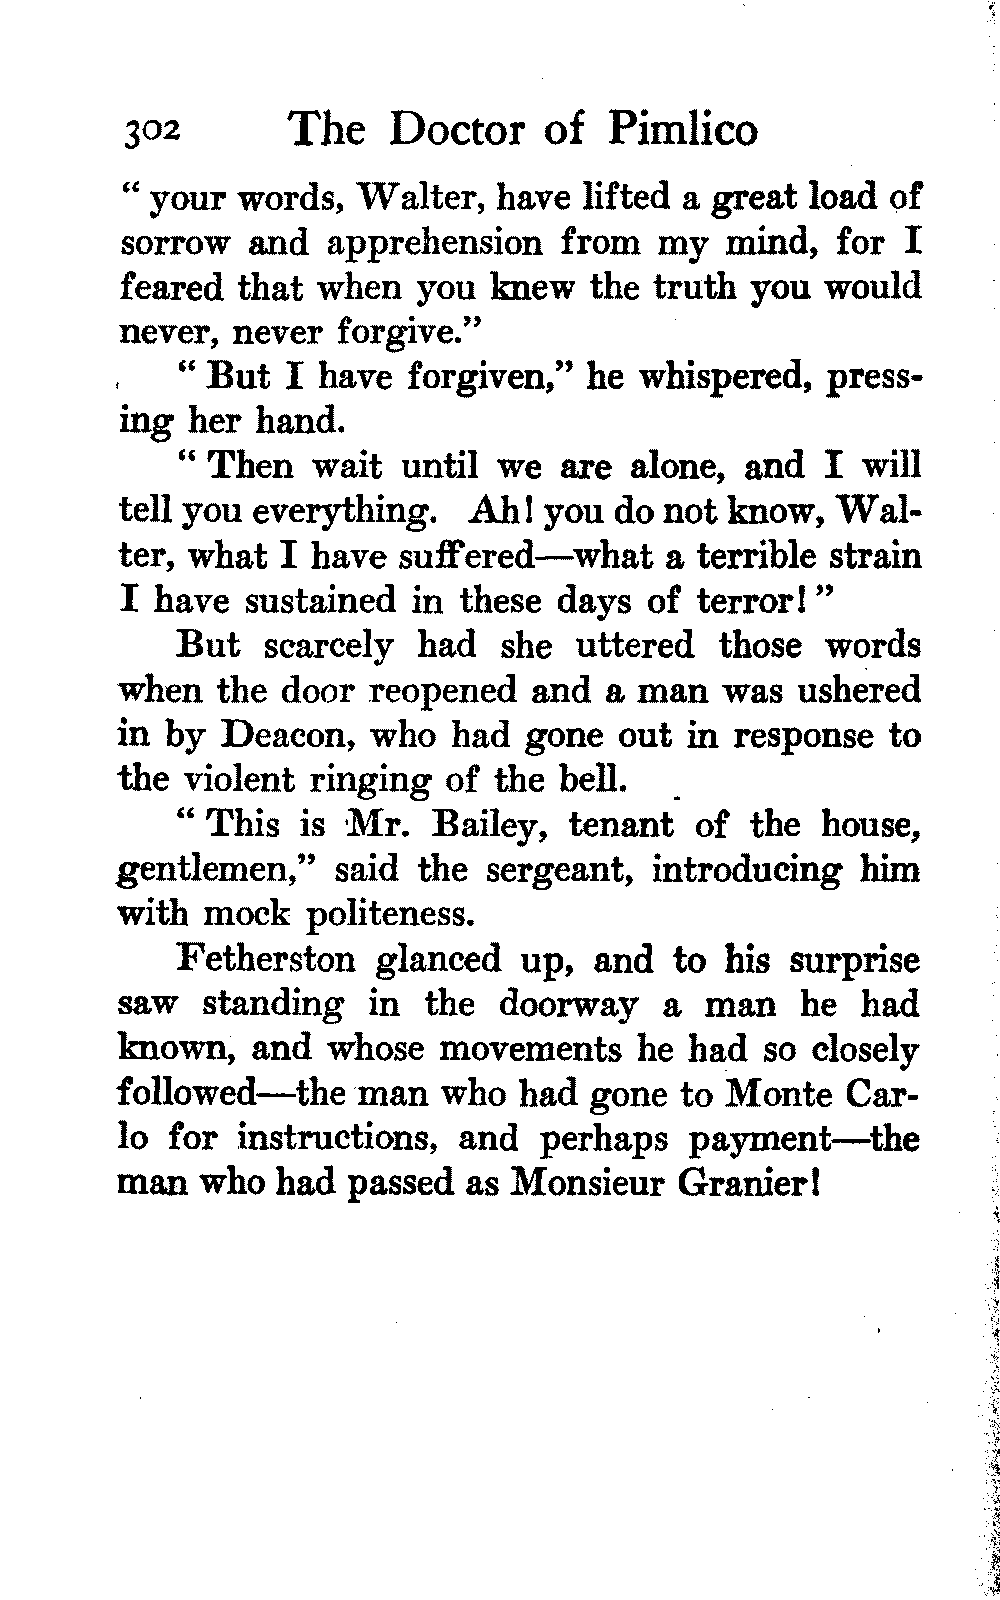 302 The Doctor of Pimlico
“ your words, Walter, have lifted a great load of
sorrow and apprehension from my mind, for I
feared that when you knew the truth you would
never, never forgive.”
“ But I have forgiven,” he whispered, press-
ing her hand.
“ Then wait until we are alone, and I will
tell you everything. Ah! you do not know, Wal-
ter, what I have suffered—what a terrible strain
I have sustained in these days of terror! ”
But scarcely had she uttered those words
when the door reopened and a man was ushered
in by Deacon, who had gone out in response to
the violent ringing of the bell.
“ This is Mr. Bailey, tenant of the house,
gentlemen,” said the sergeant, introducing him
with mock politeness.
Fetherston glanced up, and to his surprise
saw standing in the doorway a man he had
known, and whose movements he had so closely
followed—the man who had gone to Monte Car-
lo for instructions, and perhaps payment—the
man who had passed as Monsieur Granier!